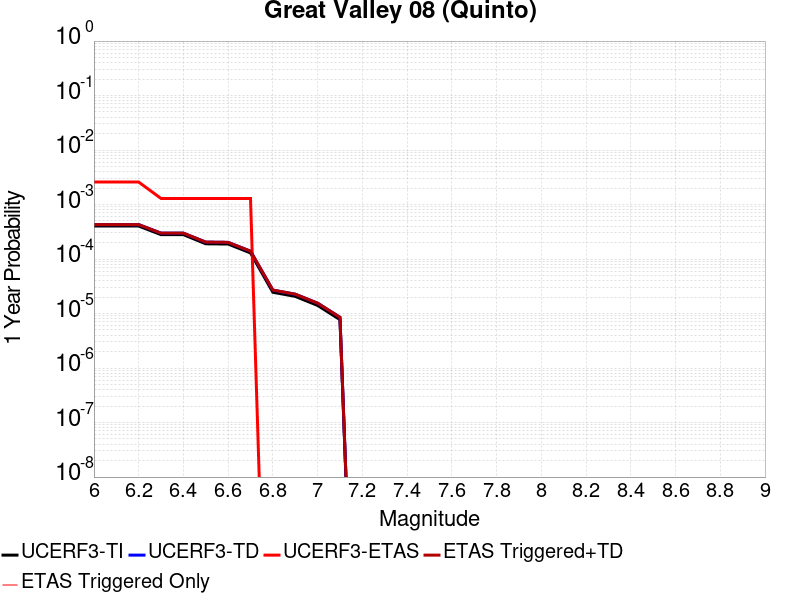 Great Valley 08 (Quinto)
10^0
10^-1
10^-2
10^-3
10^-4
10^-5
10^-6
10^-7
10^-8
1 Year Probability
6 6.2 6.4 6.6 6.8 7 7.2 7.4 7.6 7.8 8 8.2 8.4 8.6 8.8 9
Magnitude
UCERF3-TI UCERF3-TD UCERF3-ETAS ETAS Triggered+TD
ETAS Triggered Only